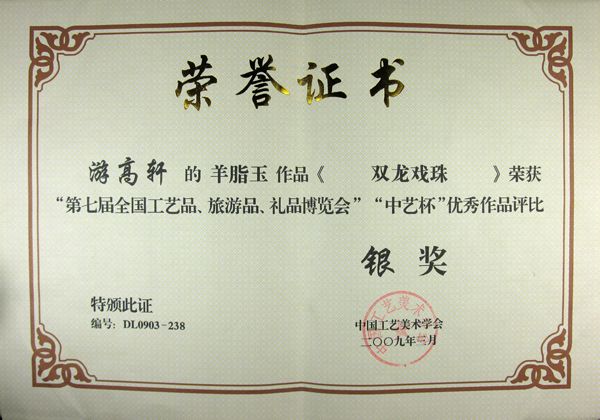 荣誉证书
游高轩 的 羊脂玉 作品《 双龙戏珠 》荣获
“第七届全国工艺品、旅游品、礼品博览会” “中艺杯”优秀作品评比
银奖
特颁此证
编号: DL0903-238
中国工艺美术学会
二〇〇九年三月